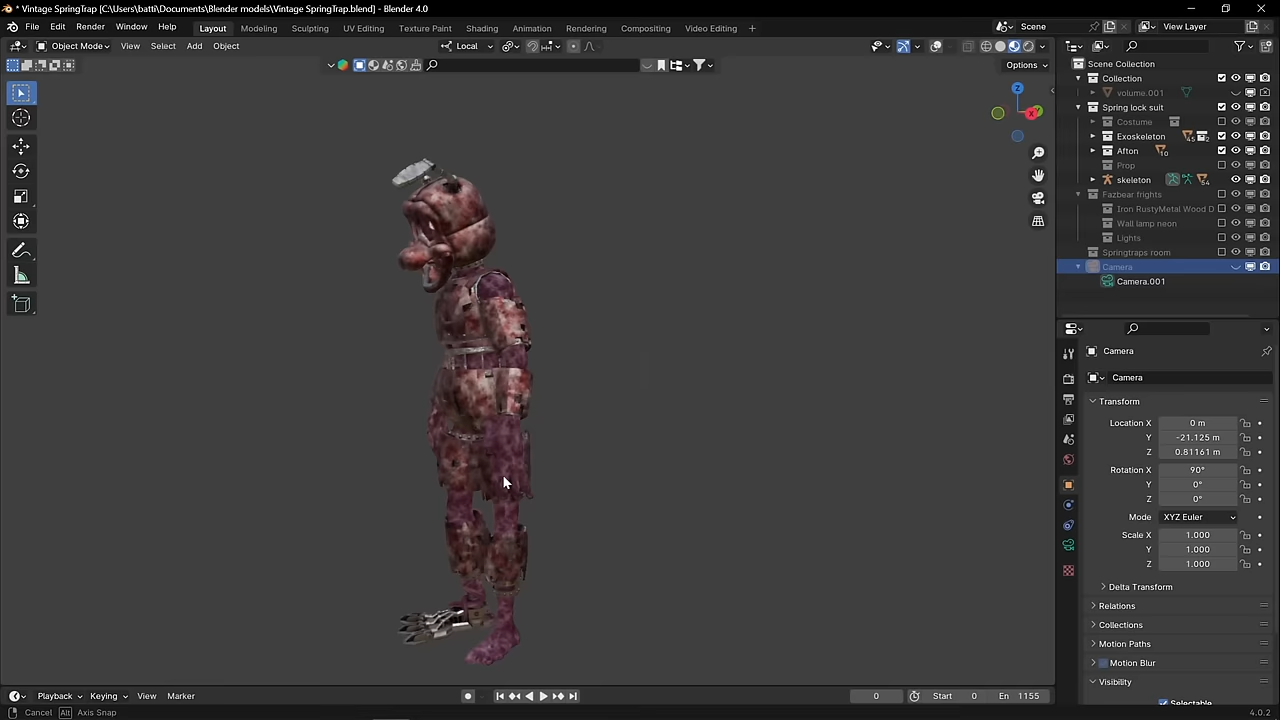 * Vintage SpringTrap [C:\Users\batti\Documents\Blender models\Vintage SpringTrap.blend] - Blender 4.0
File Edit Render Window Help Layout Modeling Sculpting UV Editing Texture Paint Shading Animation Rendering Compositing Video Editing + Scene View Layer
Object Mode View Select Add Object Local
Options
Scene Collection
Collection
volume.001
Spring lock suit
Costume
Exoskeleton 45 2
Afton 10
Prop
skeleton 54
Fazbear frights
Iron RustyMetal Wood D
Wall lamp neon
Lights
Springtraps room
Camera
Camera.001
Camera
Camera
Transform
Location X 0 m
Y -21.125 m
Z 0.81161 m
Rotation X 90°
Y 0°
Z 0°
Mode XYZ Euler
Scale X 1.000
Y 1.000
Z 1.000
Delta Transform
Relations
Collections
Motion Paths
Motion Blur
Visibility
Selectable
Z
Y
X
Playback Keying View Marker 0 Start 0 En 1155
Cancel Alt Axis Snap 4.0.2